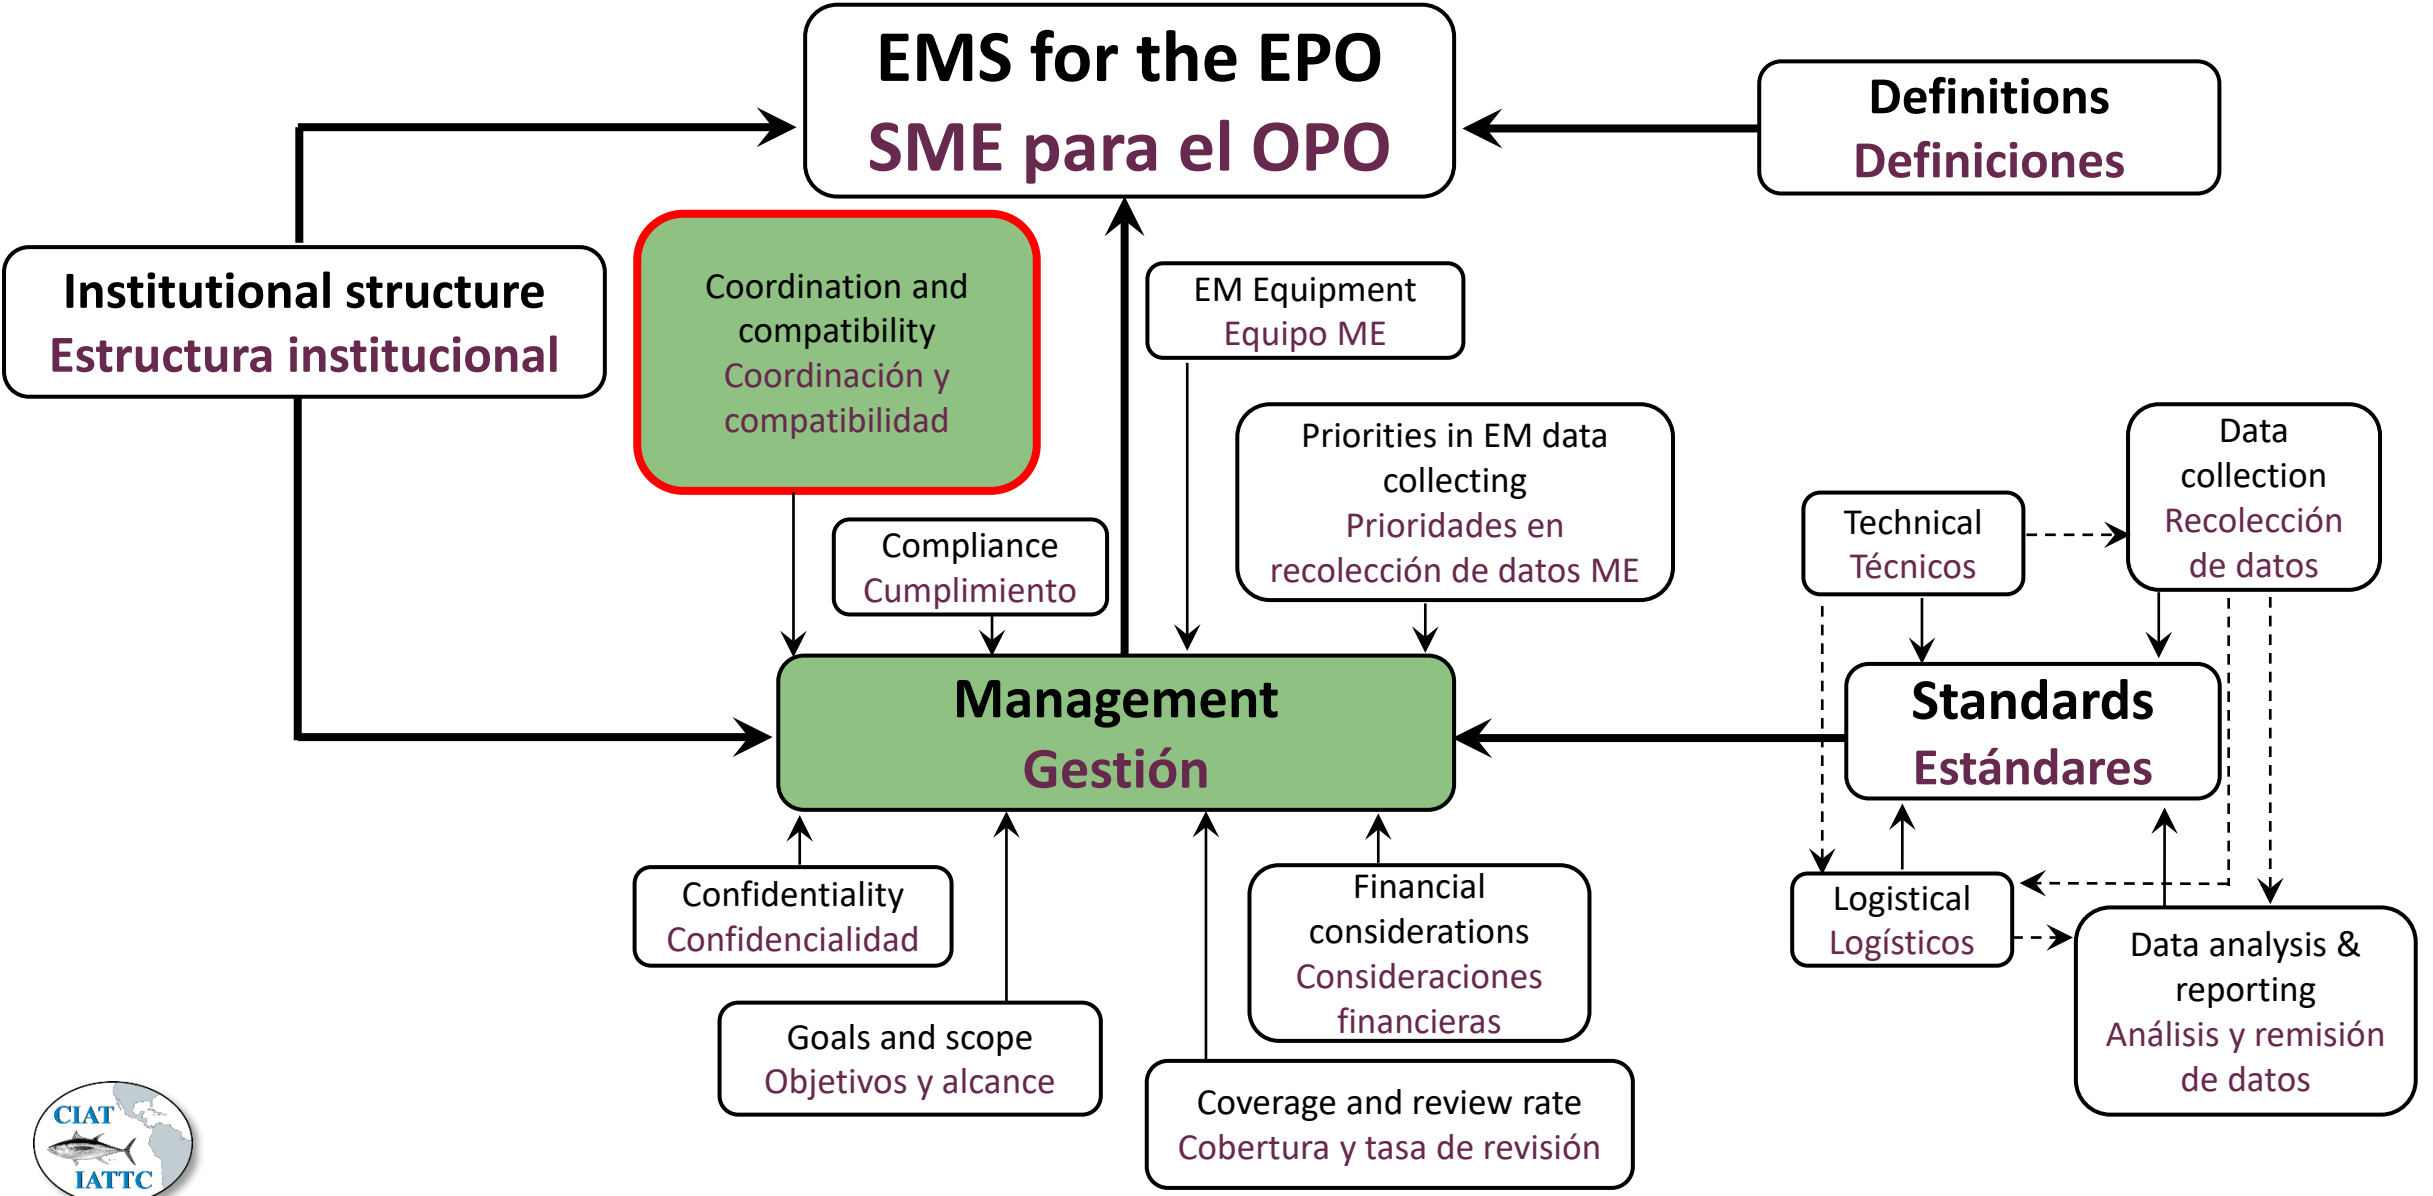 EMS for the EPO
SME para el OPO
Definitions
Definiciones
Institutional structure
Estructura institucional
Coordination and
compatibility
Coordinación y
compatibilidad
EM Equipment
Equipo ME
Priorities in EM data
collecting
Prioridades en
recolección de datos ME
Data
collection
Recolección
de datos
Technical
Técnicos
Compliance
Cumplimiento
Management
Gestión
Standards
Estándares
Confidentiality
Confidencialidad
Financial
considerations
Consideraciones
financieras
Logistical
Logísticos
Data analysis &
reporting
Análisis y remisión
de datos
Goals and scope
Objetivos y alcance
Coverage and review rate
Cobertura y tasa de revisión
CIAT
IATTC